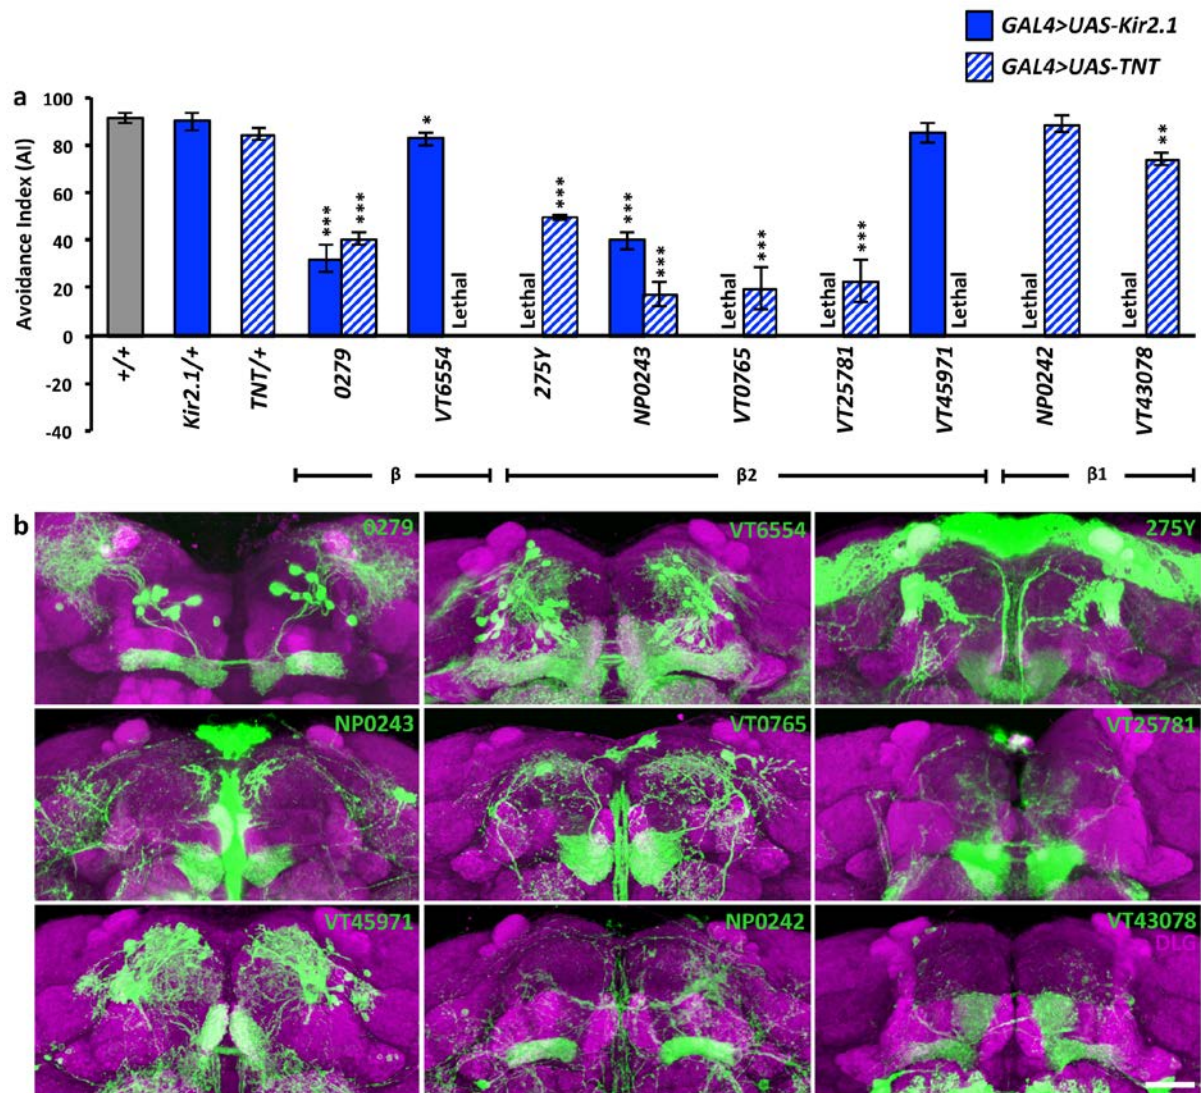 GAL4>UAS-Kir2.1
GAL4>UAS-TNT
a
Avoidance Index (AI)
100
80
60
40
20
0
-20
-40
***
***
*
Lethal
Lethal
***
***
***
Lethal
***
Lethal
***
Lethal
Lethal
Lethal
**
+/+
Kir2.1/+
TNT/+
0279
VT6554
275Y
NP0243
VT0765
VT25781
VT45971
NP0242
VT43078
β
β2
β1
b
0279
VT6554
275Y
NP0243
VT0765
VT25781
VT45971
NP0242
VT43078
DLG